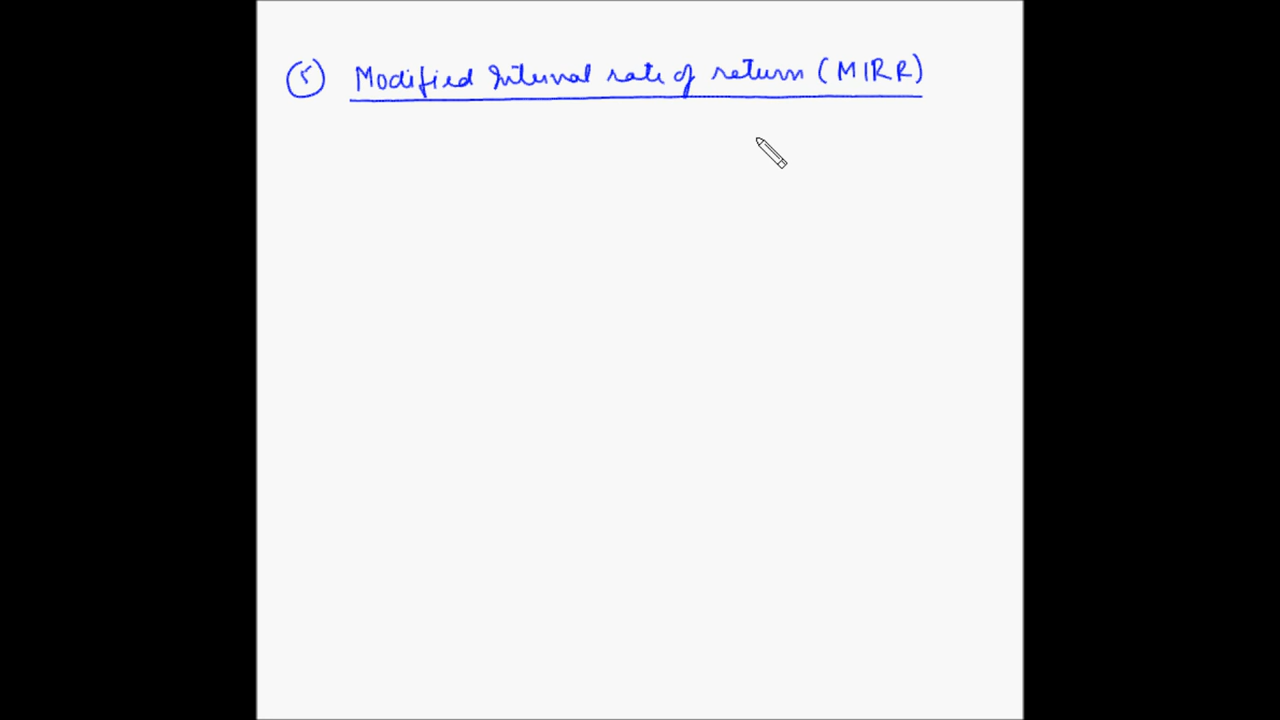 (5) Modified Internal rate of return (MIRR)